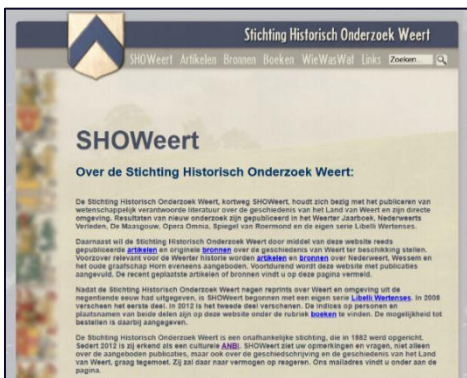 Stichting Historisch Onderzoek Weert
SHOWeert Artikelen Bronnen Boeken WieWasWat Links Zoeken...
SHOWeert
Over de Stichting Historisch Onderzoek Weert:
De Stichting Historisch Onderzoek Weert, kortweg SHOWeert, houdt zich bezig met het publiceren van
wetenschappelijk verantwoorde literatuur over de geschiedenis van het Land van Weert en zijn directe
omgeving. Resultaten van nieuw onderzoek zijn gepubliceerd in het Weerter Jaarboek, Nederweerts
Verleden, De Maasgouw, Opera Omnia, Spiegel van Roermond en de eigen serie Libelli Wertenses.
Daarnaast wil de Stichting Historisch Onderzoek Weert door middel van deze website reeds
gepubliceerde artikelen en originele bronnen over de geschiedenis van Weert ter beschikking stellen.
Voorzover relevant voor de Weerter historie worden artikelen en bronnen over Nederweert, Wessem en
het oude graafschap Horn eveneens aangeboden. Voortdurend wordt deze website met publicaties
aangevuld. De recent geplaatste artikelen of bronnen vindt u op deze pagina vermeld.
Nadat de Stichting Historisch Onderzoek Weert negen reprints over Weert en omgeving uit de
negentiende eeuw had uitgegeven, is SHOWeert begonnen met een eigen serie Libelli Wertenses. In 2008
verscheen het eerste deel. In 2012 is het tweede deel verschenen. De indices op personen en
plaatsnamen van beide delen zijn op deze website onder de rubriek boeken te vinden. De mogelijkheid tot
bestellen is daarbij aangegeven.
De Stichting Historisch Onderzoek Weert is een onafhankelijke stichting, die in 1982 werd opgericht.
Sedert 2012 is zij erkend als een culturele ANBI. SHOWeert ziet uw opmerkingen en vragen, niet alleen
over de aangeboden publicaties, maar ook over de geschiedschrijving en de geschiedenis van het Land
van Weert, graag tegemoet. Zij zal daar naar vermogen op reageren. Ons mailadres vindt u onder aan de
pagina.